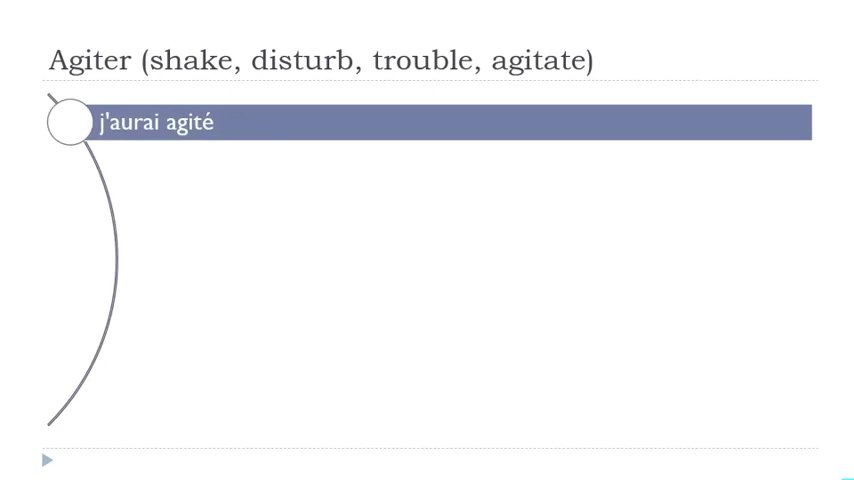 Agiter (shake, disturb, trouble, agitate)
j'aurai agité